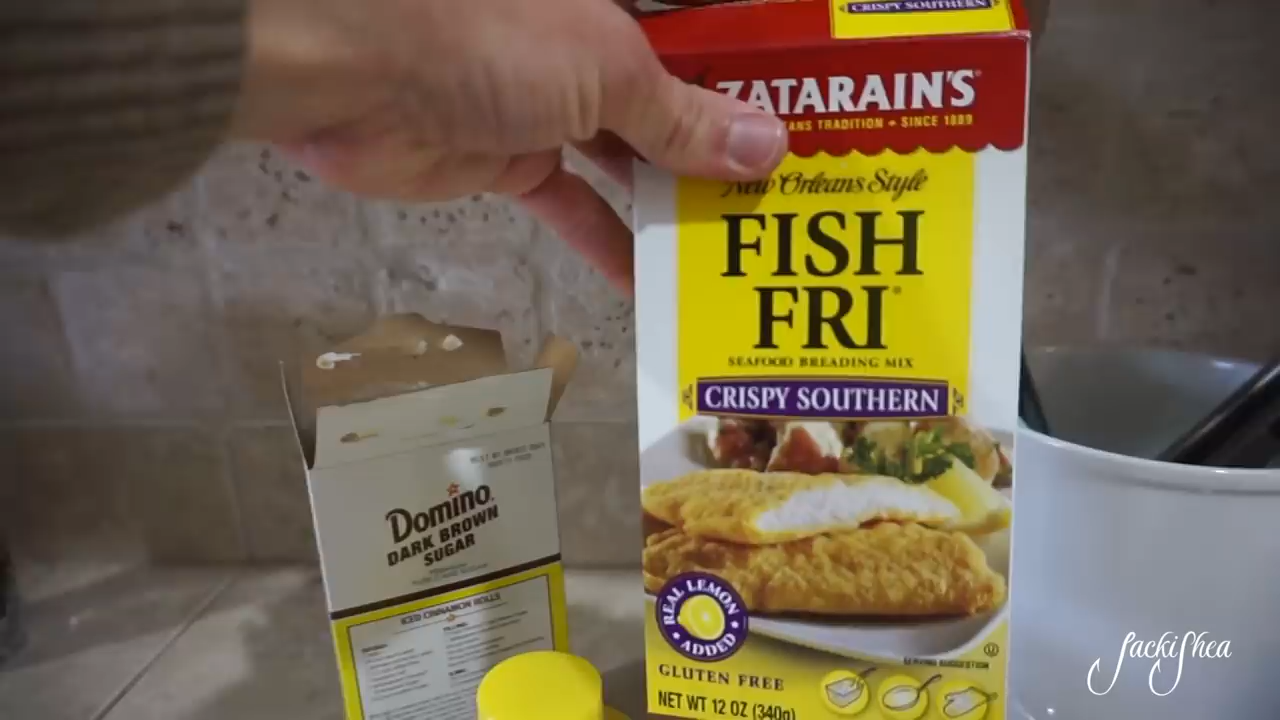 CRISPY SOUTHERN
ZATARAIN'S
EANS TRADITION • SINCE 1889
New Orleans Style
FISH
FRI
SEAFOOD BREADING MIX
CRISPY SOUTHERN
REAL LEMON
ADDED
GLUTEN FREE
SERVING SUGGESTION
NET WT 12 OZ (340g)
Domino
DARK BROWN
SUGAR
ICED CINNAMON ROLLS
JackiShea